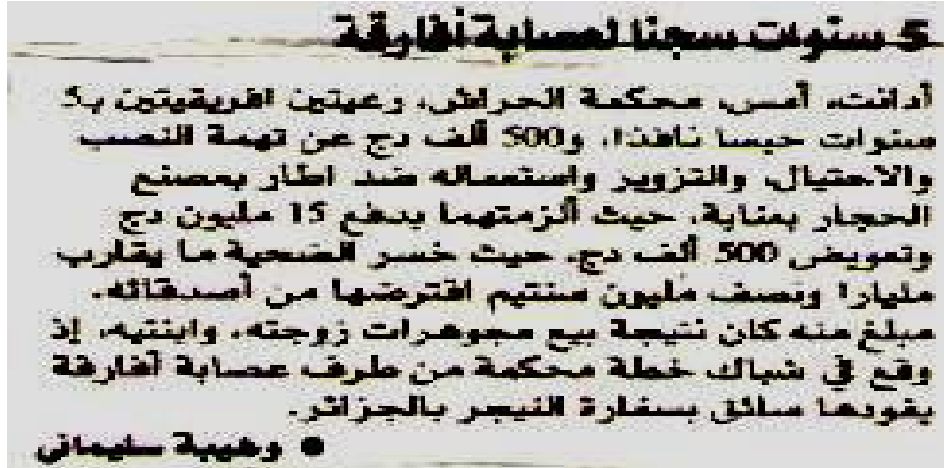 5 سنوات سجنا لعصابة أفارقة
أدانت، أمس، محكمة الحراش، رعيتين افريقيتين بـ5
سنوات حبسا نافذا، و500 ألف دج عن تهمة النصب
والاحتيال، والتزوير واستعماله ضد اطار بمصنع
الحجار بعنابة، حيث ألزمتهما بدفع 15 مليون دج
وتعويض 500 ألف دج، حيث خسر الضحية ما يقارب
مليارا ونصف مليون سنتيم اقترضها من أصدقائه،
مبلغ منه كان نتيجة بيع مجوهرات زوجته، وابنتيه، إذ
وقع في شباك خطة محكمة من طرف عصابة أفارقة
يقودها سائق بسفارة النيجر بالجزائر.
● وهيبة سليماني